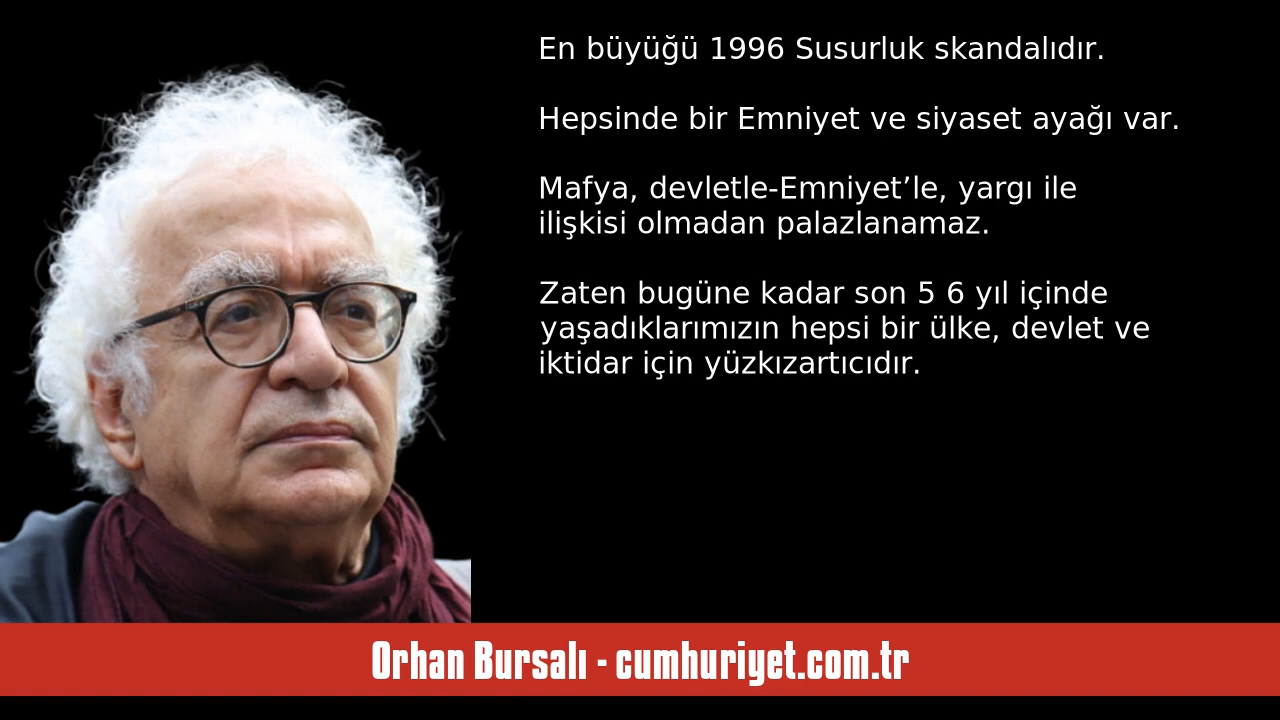 En büyüğü 1996 Susurluk skandalıdır.
Hepsinde bir Emniyet ve siyaset ayağı var.
Mafya, devletle-Emniyet’le, yargı ile
ilişkisi olmadan palazlanamaz.
Zaten bugüne kadar son 5 6 yıl içinde
yaşadıklarımızın hepsi bir ülke, devlet ve
iktidar için yüzkızartıcıdır.
Orhan Bursalı - cumhuriyet.com.tr